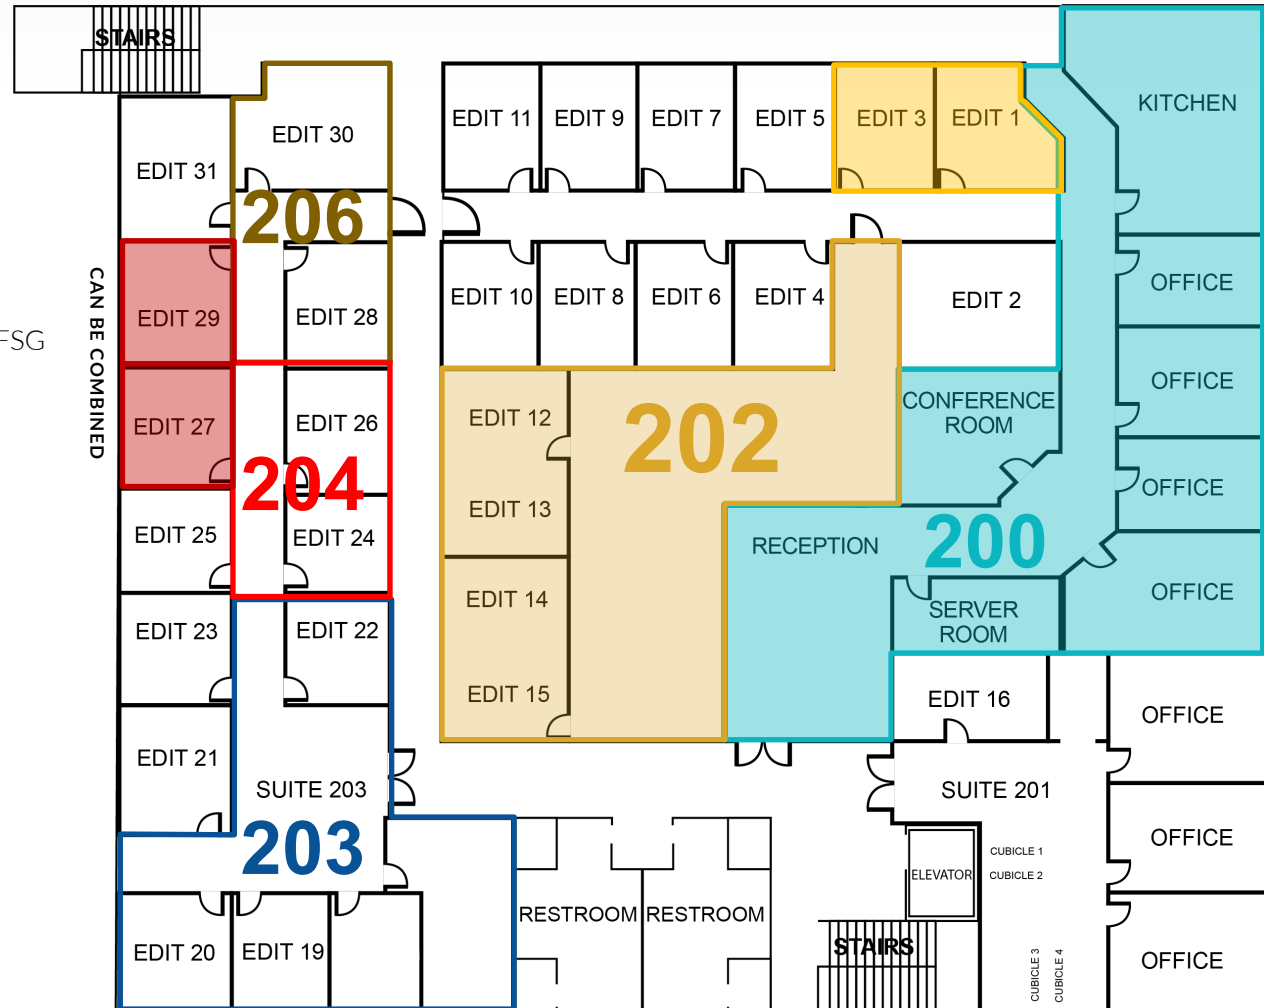 STAIRS
KITCHEN
EDIT 11
EDIT 9
EDIT 7
EDIT 5
EDIT 3
EDIT 1
EDIT 30
EDIT 31
206
OFFICE
EDIT 10
EDIT 8
EDIT 6
EDIT 4
EDIT 2
EDIT 29
EDIT 28
FSG
CAN BE COMBINED
OFFICE
CONFERENCE
ROOM
EDIT 12
EDIT 27
EDIT 26
202
204
OFFICE
EDIT 13
EDIT 25
EDIT 24
RECEPTION
200
OFFICE
EDIT 14
SERVER
ROOM
EDIT 23
EDIT 22
EDIT 15
EDIT 16
OFFICE
EDIT 21
SUITE 203
SUITE 201
203
OFFICE
CUBICLE 1
CUBICLE 2
ELEVATOR
RESTROOM
RESTROOM
STAIRS
EDIT 20
EDIT 19
CUBICLE 3
CUBICLE 4
OFFICE